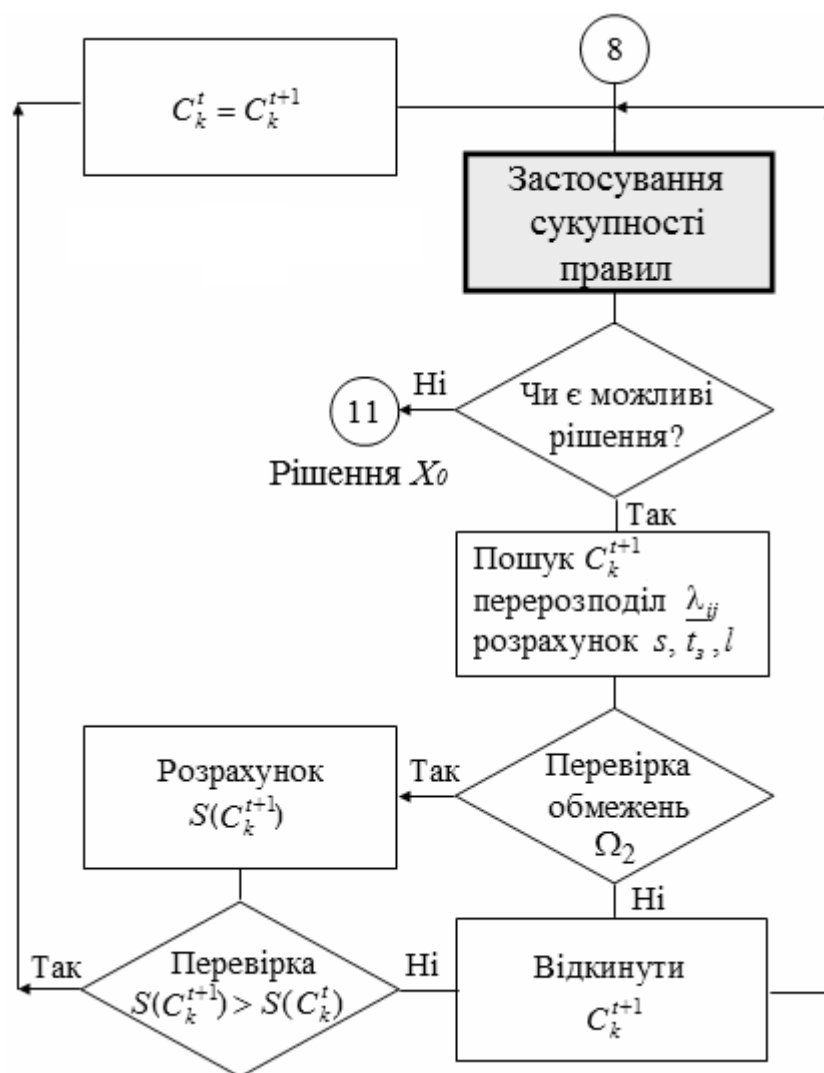 8
C_k^t = C_k^{t+1}
Застосування
сукупності
правил
Ні
11
Чи є можливі
рішення?
Рішення X0
Так
Пошук C_k^{t+1}
перерозподіл λ_ij
розрахунок s, t_з , l
Розрахунок
S(C_k^{t+1})
Так
Перевірка
обмежень
Ω2
Ні
Так
Перевірка
S(C_k^{t+1}) > S(C_k^t)
Ні
Відкинути
C_k^{t+1}